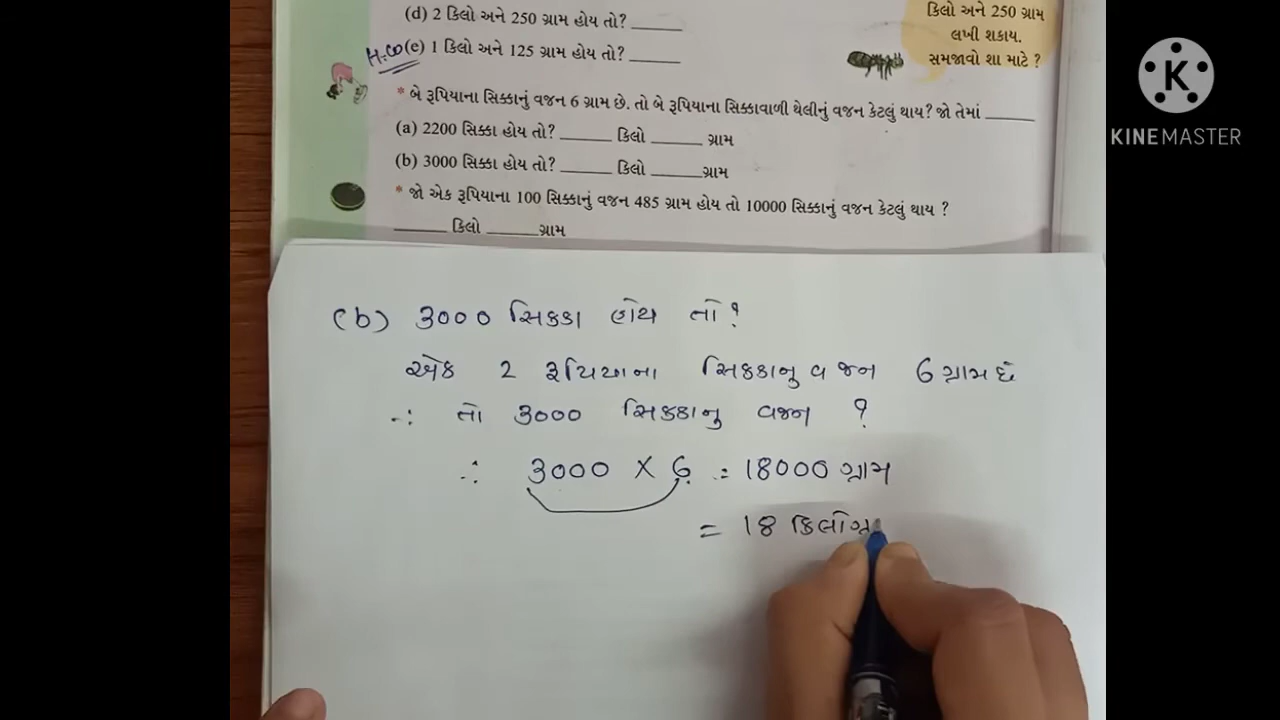 (d) 2 કિલો અને 250 ગ્રામ હોય તો? ______
H.W (e) 1 કિલો અને 125 ગ્રામ હોય તો? ______
કિલો અને 250 ગ્રામ
લખી શકાય.
સમજાવો શા માટે ?
K
KINEMASTER
* બે રૂપિયાના સિક્કાનું વજન 6 ગ્રામ છે. તો બે રૂપિયાના સિક્કાવાળી થેલીનું વજન કેટલું થાય? જો તેમાં ______
(a) 2200 સિક્કા હોય તો? ______ કિલો ______ ગ્રામ
(b) 3000 સિક્કા હોય તો? ______ કિલો ______ ગ્રામ
* જો એક રૂપિયાના 100 સિક્કાનું વજન 485 ગ્રામ હોય તો 10000 સિક્કાનું વજન કેટલું થાય ?
______ કિલો ______ ગ્રામ
(b) 3000 સિક્કા હોય તો ?
એક 2 રૂપિયાના સિક્કાનુ વજન 6 ગ્રામ છે
∴ તો 3000 સિક્કાનુ વજન ?
∴ 3000 × 6 = 18000 ગ્રામ
= 18 કિલોગ્રા